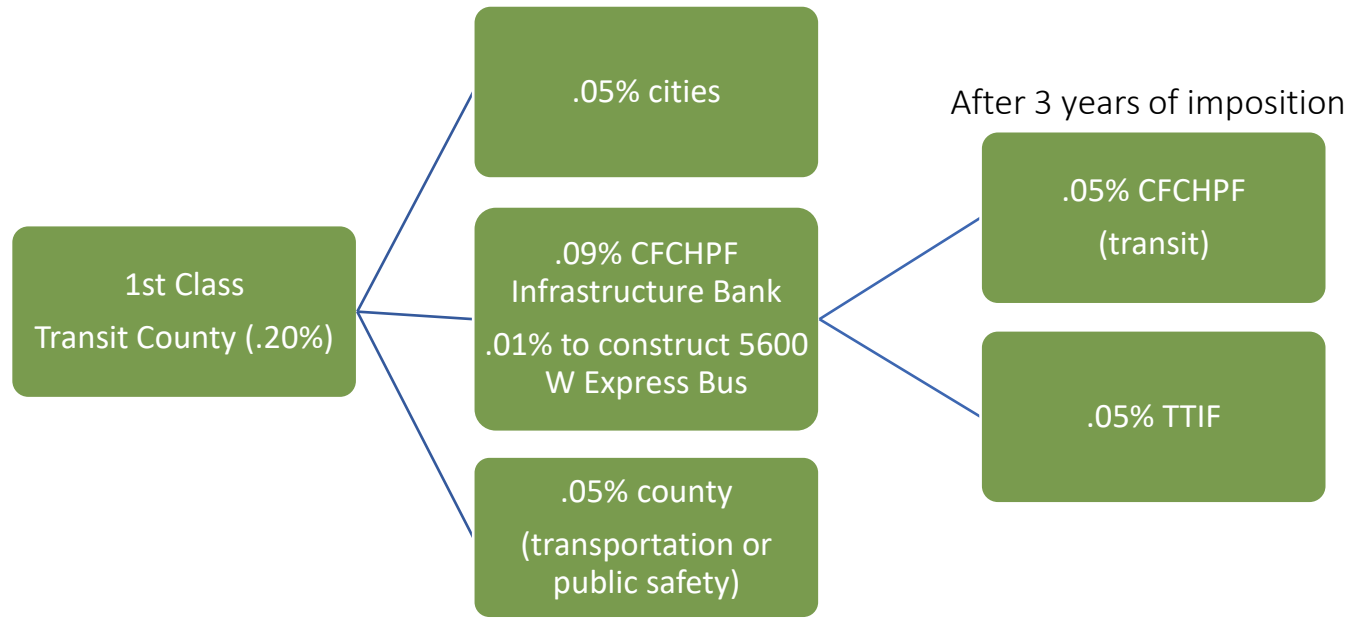 1st Class
Transit County (.20%)
.05% cities
.09% CFCHPF
Infrastructure Bank
.01% to construct 5600
W Express Bus
.05% county
(transportation or
public safety)
After 3 years of imposition
.05% CFCHPF
(transit)
.05% TTIF